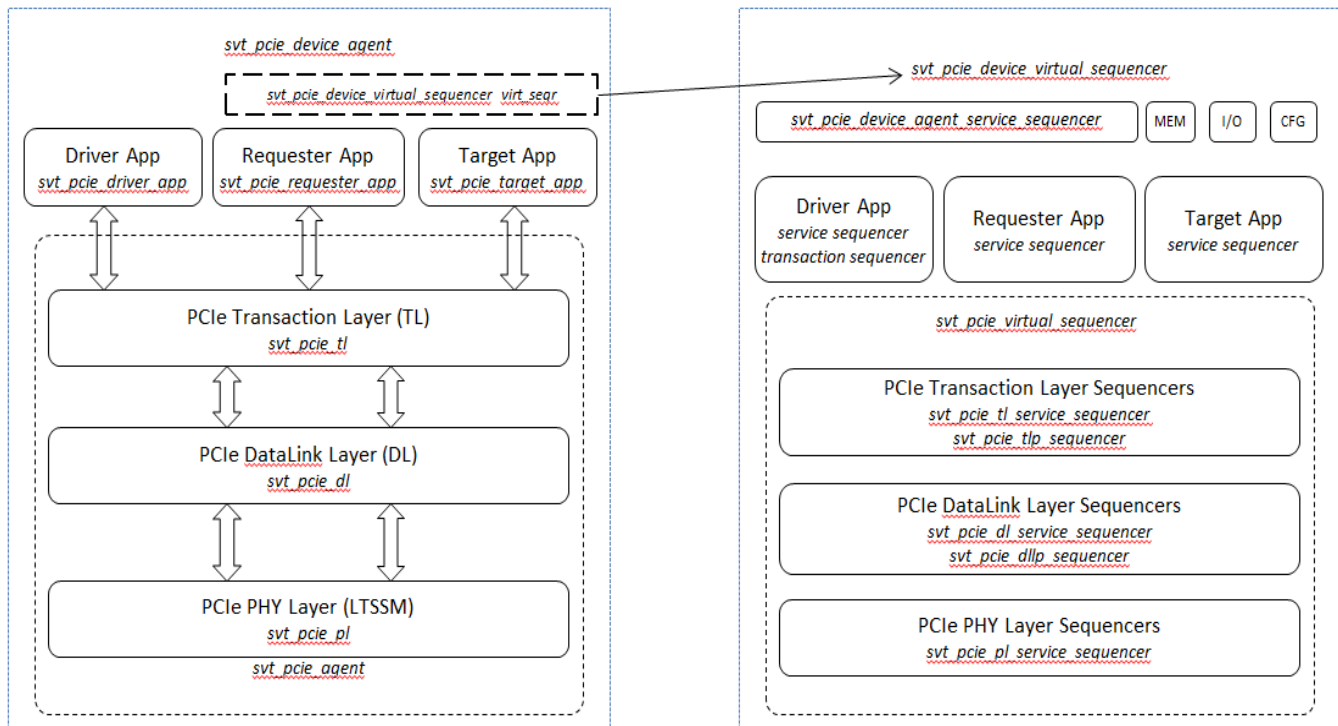 svt_pcie_device_agent
svt_pcie_device_virtual_sequencer virt_seqr
Driver App
svt_pcie_driver_app
Requester App
svt_pcie_requester_app
Target App
svt_pcie_target_app
PCIe Transaction Layer (TL)
svt_pcie_tl
PCIe DataLink Layer (DL)
svt_pcie_dl
PCIe PHY Layer (LTSSM)
svt_pcie_pl
svt_pcie_agent
svt_pcie_device_virtual_sequencer
svt_pcie_device_agent_service_sequencer
MEM
I/O
CFG
Driver App
service sequencer
transaction sequencer
Requester App
service sequencer
Target App
service sequencer
svt_pcie_virtual_sequencer
PCIe Transaction Layer Sequencers
svt_pcie_tl_service_sequencer
svt_pcie_tlp_sequencer
PCIe DataLink Layer Sequencers
svt_pcie_dl_service_sequencer
svt_pcie_dllp_sequencer
PCIe PHY Layer Sequencers
svt_pcie_pl_service_sequencer